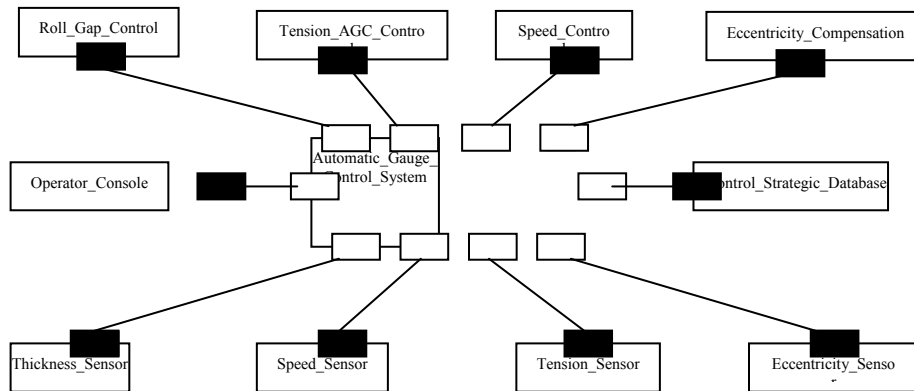 Roll_Gap_Control
Tension_AGC_Contro
Speed_Contro
Eccentricity_Compensation
Automatic_Gauge_
Control_System
Operator_Console
ontrol_Strategic_Database
Thickness_Sensor
Speed_Sensor
Tension_Sensor
Eccentricity_Senso
r